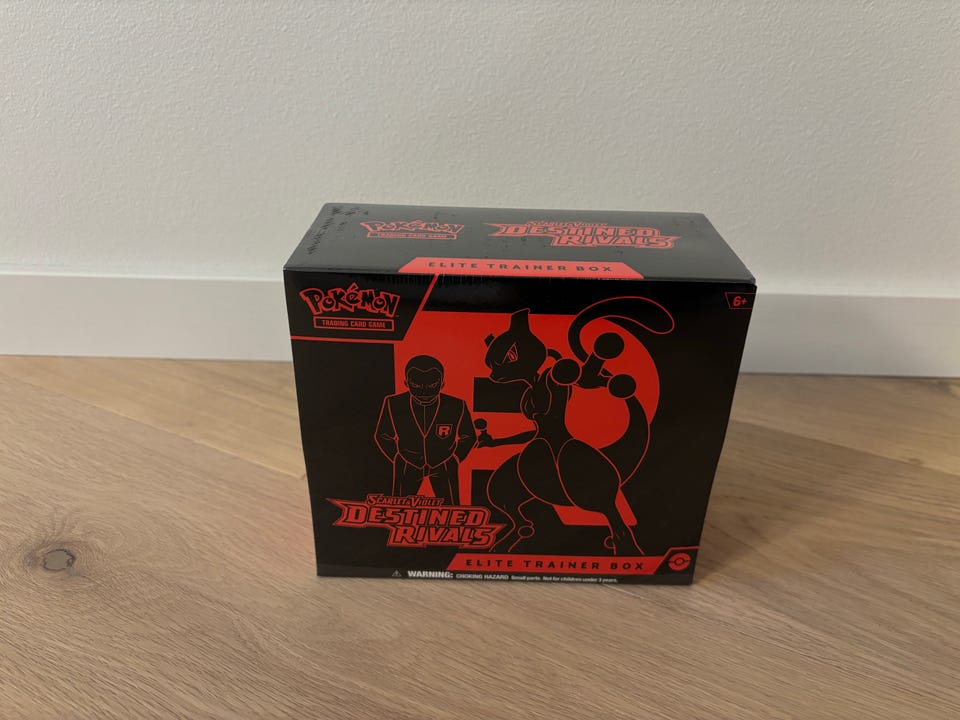 POKÉMON
TRADING CARD GAME
SCARLET & VIOLET
DESTINED
RIVALS
ELITE TRAINER BOX
POKÉMON
TRADING CARD GAME
6+
R
SCARLET & VIOLET
DESTINED
RIVALS
ELITE TRAINER BOX
WARNING: CHOKING HAZARD Small parts. Not for children under 3 years.